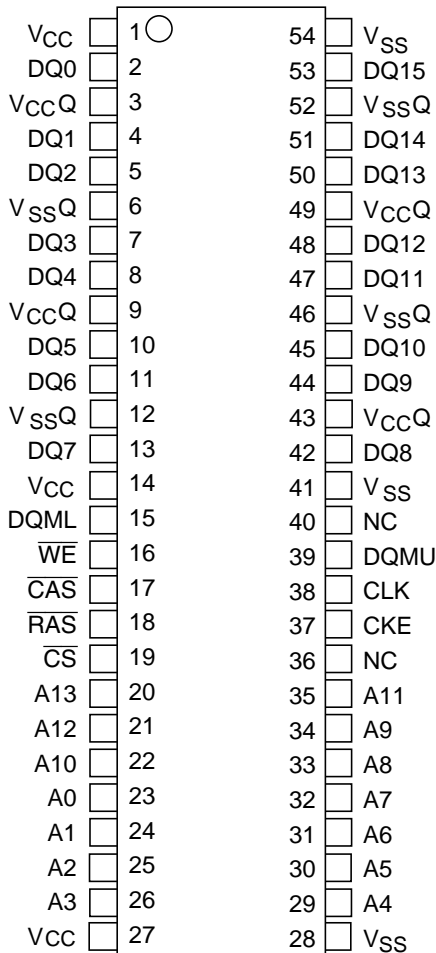 VCC 1 54 VSS
DQ0 2 53 DQ15
VCCQ 3 52 VSSQ
DQ1 4 51 DQ14
DQ2 5 50 DQ13
VSSQ 6 49 VCCQ
DQ3 7 48 DQ12
DQ4 8 47 DQ11
VCCQ 9 46 VSSQ
DQ5 10 45 DQ10
DQ6 11 44 DQ9
VSSQ 12 43 VCCQ
DQ7 13 42 DQ8
VCC 14 41 VSS
DQML 15 40 NC
W̅E̅ 16 39 DQMU
C̅A̅S̅ 17 38 CLK
R̅A̅S̅ 18 37 CKE
C̅S̅ 19 36 NC
A13 20 35 A11
A12 21 34 A9
A10 22 33 A8
A0 23 32 A7
A1 24 31 A6
A2 25 30 A5
A3 26 29 A4
VCC 27 28 VSS